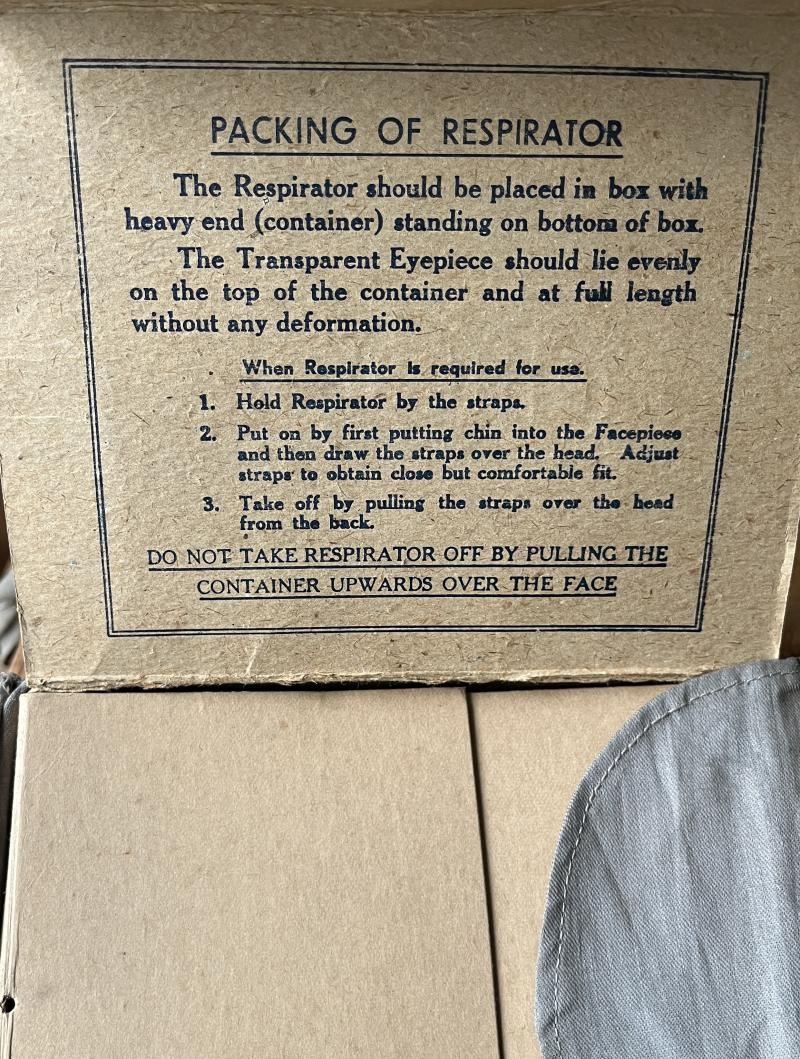 PACKING OF RESPIRATOR
The Respirator should be placed in box with
heavy end (container) standing on bottom of box.
The Transparent Eyepiece should lie evenly
on the top of the container and at full length
without any deformation.
When Respirator is required for use.
1. Hold Respirator by the straps.
2. Put on by first putting chin into the Facepiece
and then draw the straps over the head. Adjust
straps to obtain close but comfortable fit.
3. Take off by pulling the straps over the head
from the back.
DO NOT TAKE RESPIRATOR OFF BY PULLING THE
CONTAINER UPWARDS OVER THE FACE